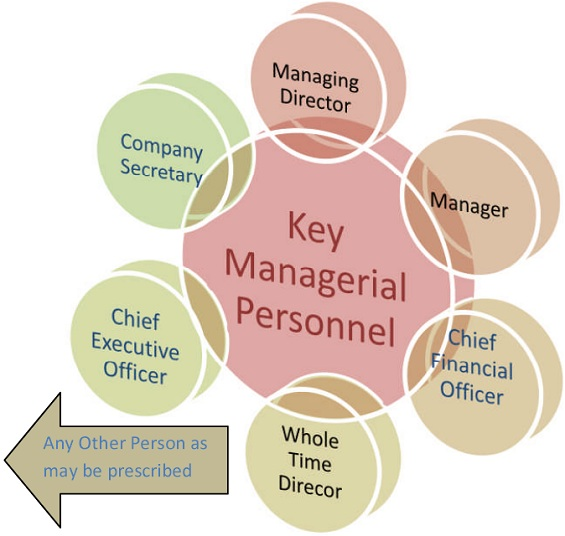 Managing
Director
Company
Secretary
Manager
Key
Managerial
Personnel
Chief
Executive
Officer
Chief
Financial
Officer
Whole
Time
Direcor
Any Other Person as
may be prescribed